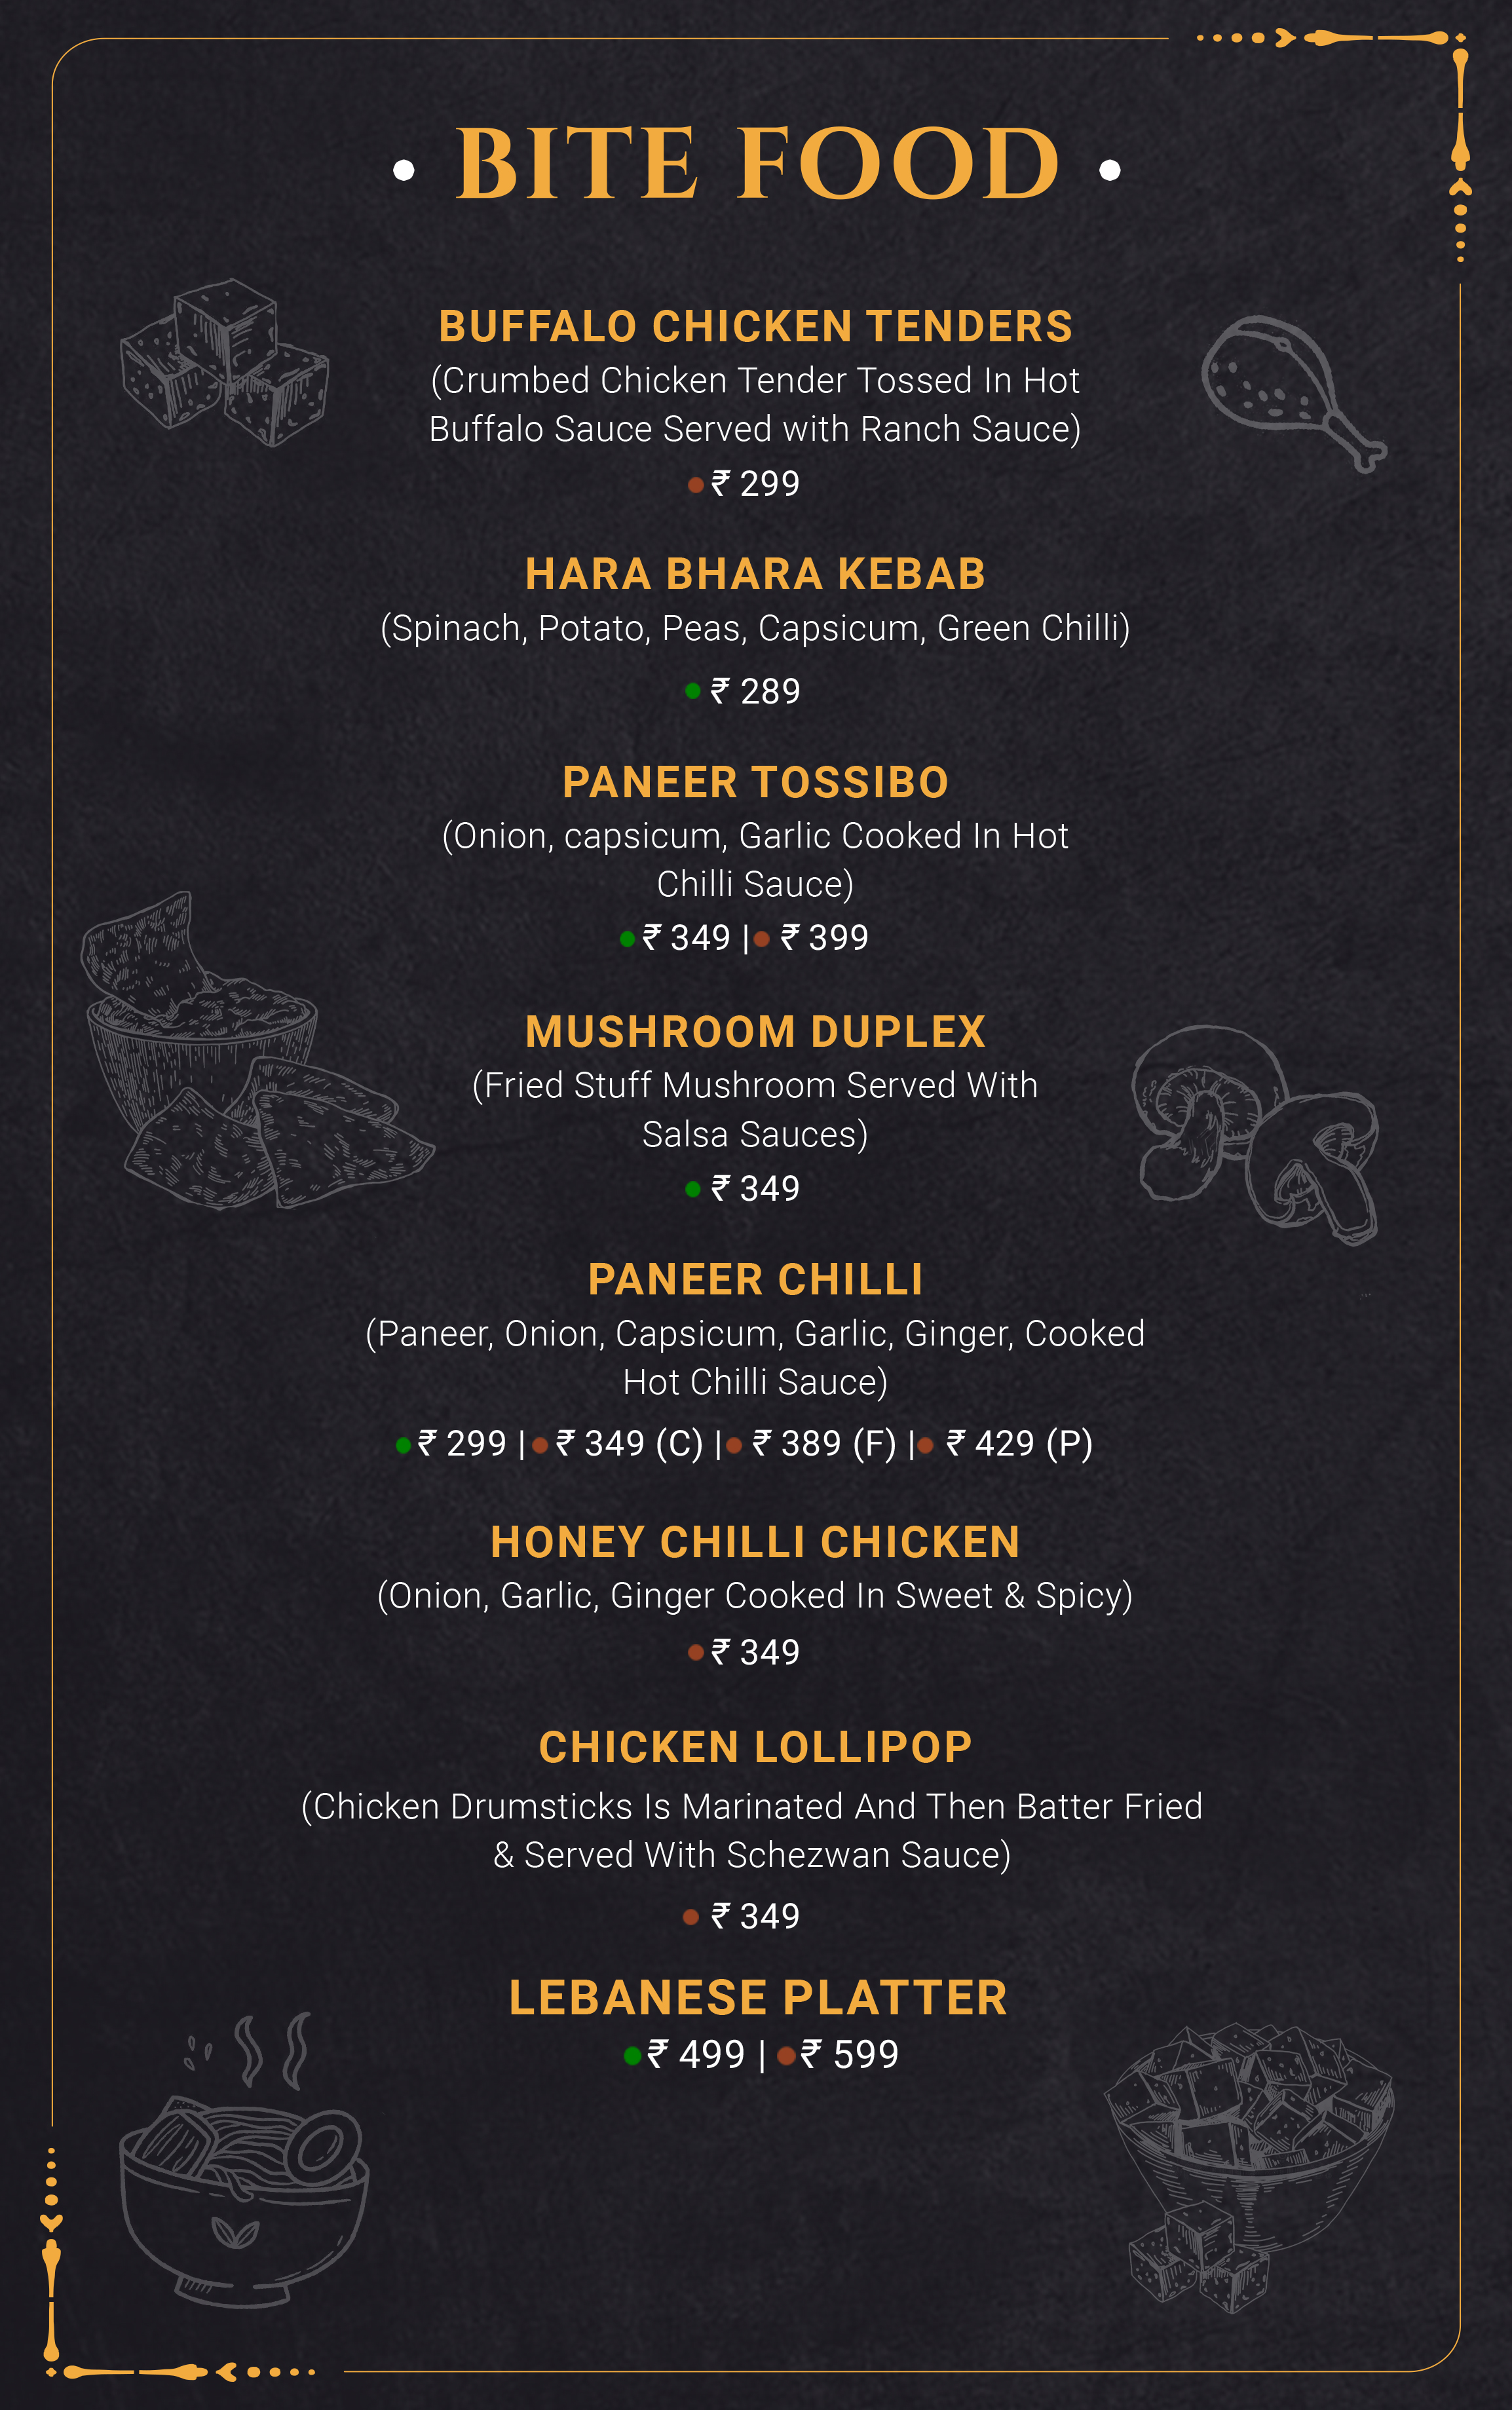 BITE FOOD
BUFFALO CHICKEN TENDERS
(Crumbed Chicken Tender Tossed In Hot
Buffalo Sauce Served with Ranch Sauce)
₹ 299
HARA BHARA KEBAB
(Spinach, Potato, Peas, Capsicum, Green Chilli)
₹ 289
PANEER TOSSIBO
(Onion, capsicum, Garlic Cooked In Hot
Chilli Sauce)
₹ 349 | ₹ 399
MUSHROOM DUPLEX
(Fried Stuff Mushroom Served With
Salsa Sauces)
₹ 349
PANEER CHILLI
(Paneer, Onion, Capsicum, Garlic, Ginger, Cooked
Hot Chilli Sauce)
₹ 299 | ₹ 349 (C) | ₹ 389 (F) | ₹ 429 (P)
HONEY CHILLI CHICKEN
(Onion, Garlic, Ginger Cooked In Sweet & Spicy)
₹ 349
CHICKEN LOLLIPOP
(Chicken Drumsticks Is Marinated And Then Batter Fried
& Served With Schezwan Sauce)
₹ 349
LEBANESE PLATTER
₹ 499 | ₹ 599